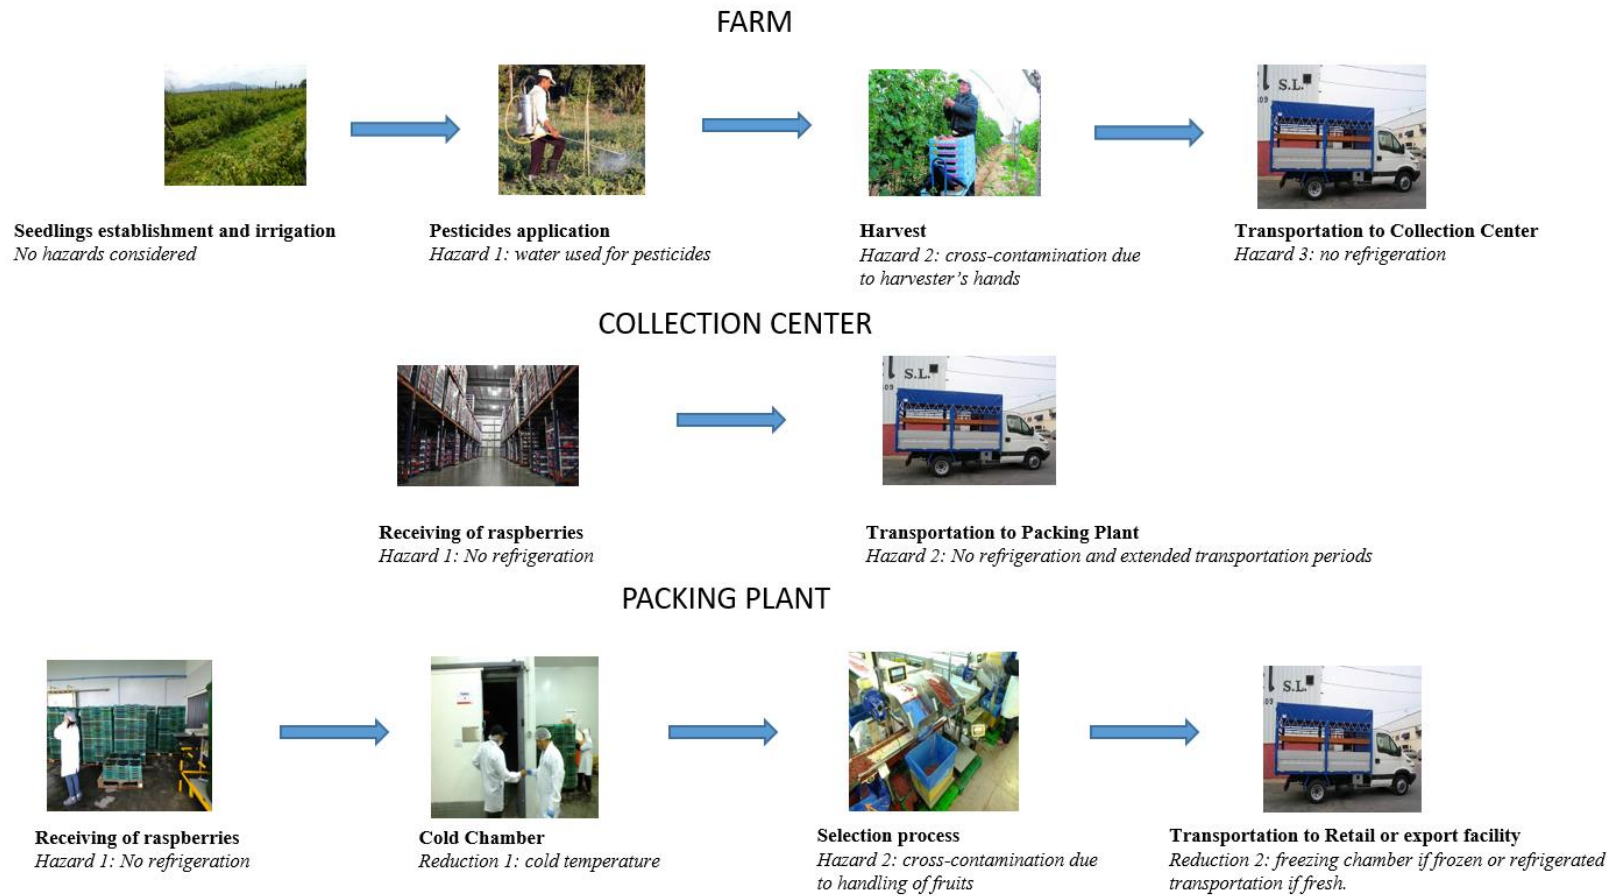 FARM
S.L.
Seedlings establishment and irrigation
No hazards considered
Pesticides application
Hazard 1: water used for pesticides
Harvest
Hazard 2: cross-contamination due
to harvester's hands
Transportation to Collection Center
Hazard 3: no refrigeration
COLLECTION CENTER
S.L.
Receiving of raspberries
Hazard 1: No refrigeration
Transportation to Packing Plant
Hazard 2: No refrigeration and extended transportation periods
PACKING PLANT
S.L.
Receiving of raspberries
Hazard 1: No refrigeration
Cold Chamber
Reduction 1: cold temperature
Selection process
Hazard 2: cross-contamination due
to handling of fruits
Transportation to Retail or export facility
Reduction 2: freezing chamber if frozen or refrigerated
transportation if fresh.